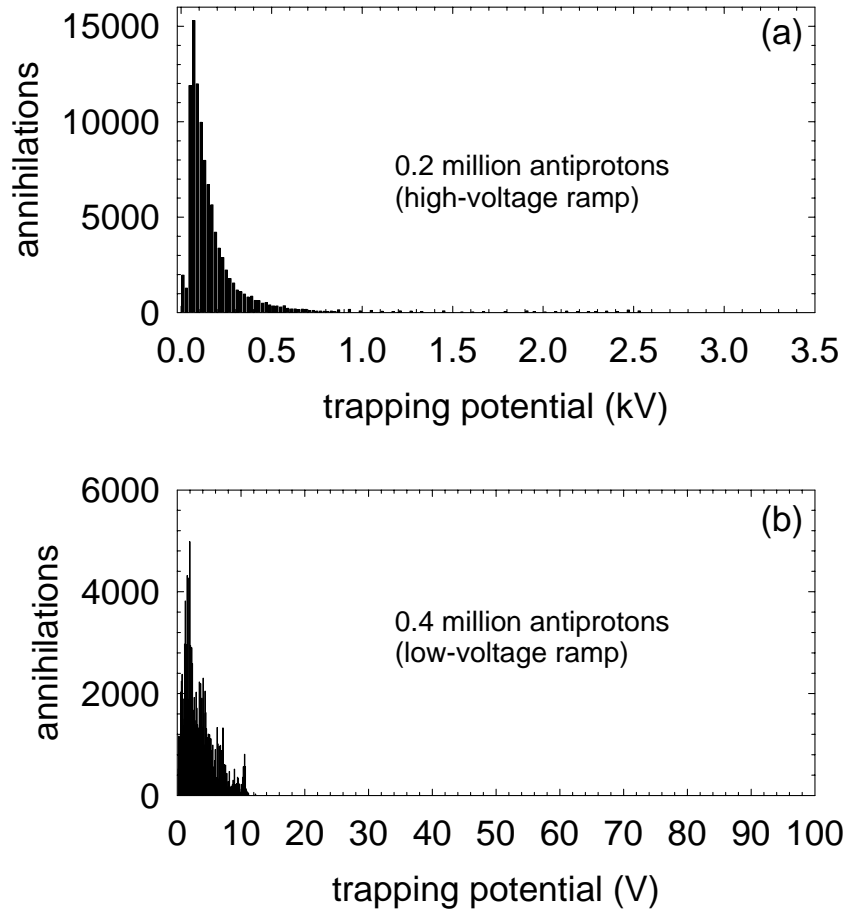 (a)
annihilations
15000
10000
5000
0
0.2 million antiprotons
(high-voltage ramp)
0.0 0.5 1.0 1.5 2.0 2.5 3.0 3.5
trapping potential (kV)
(b)
annihilations
6000
4000
2000
0
0.4 million antiprotons
(low-voltage ramp)
0 10 20 30 40 50 60 70 80 90 100
trapping potential (V)